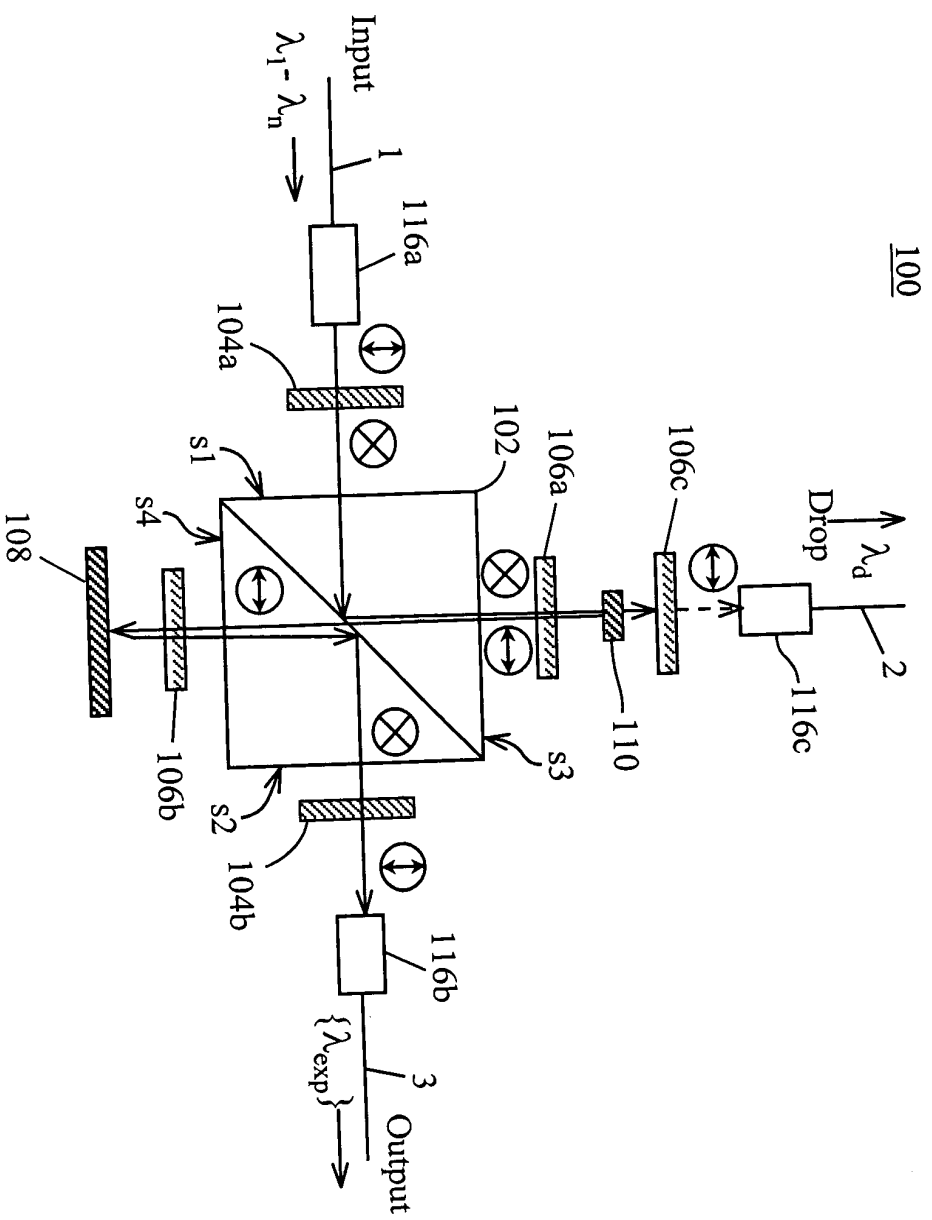 100
2
λd
Drop
116c
106c
110
s3
106a
102
116b
3
116a
Output
1
Input
{λexp}
λ1 - λn
104a
104b
s1
s2
106b
s4
108